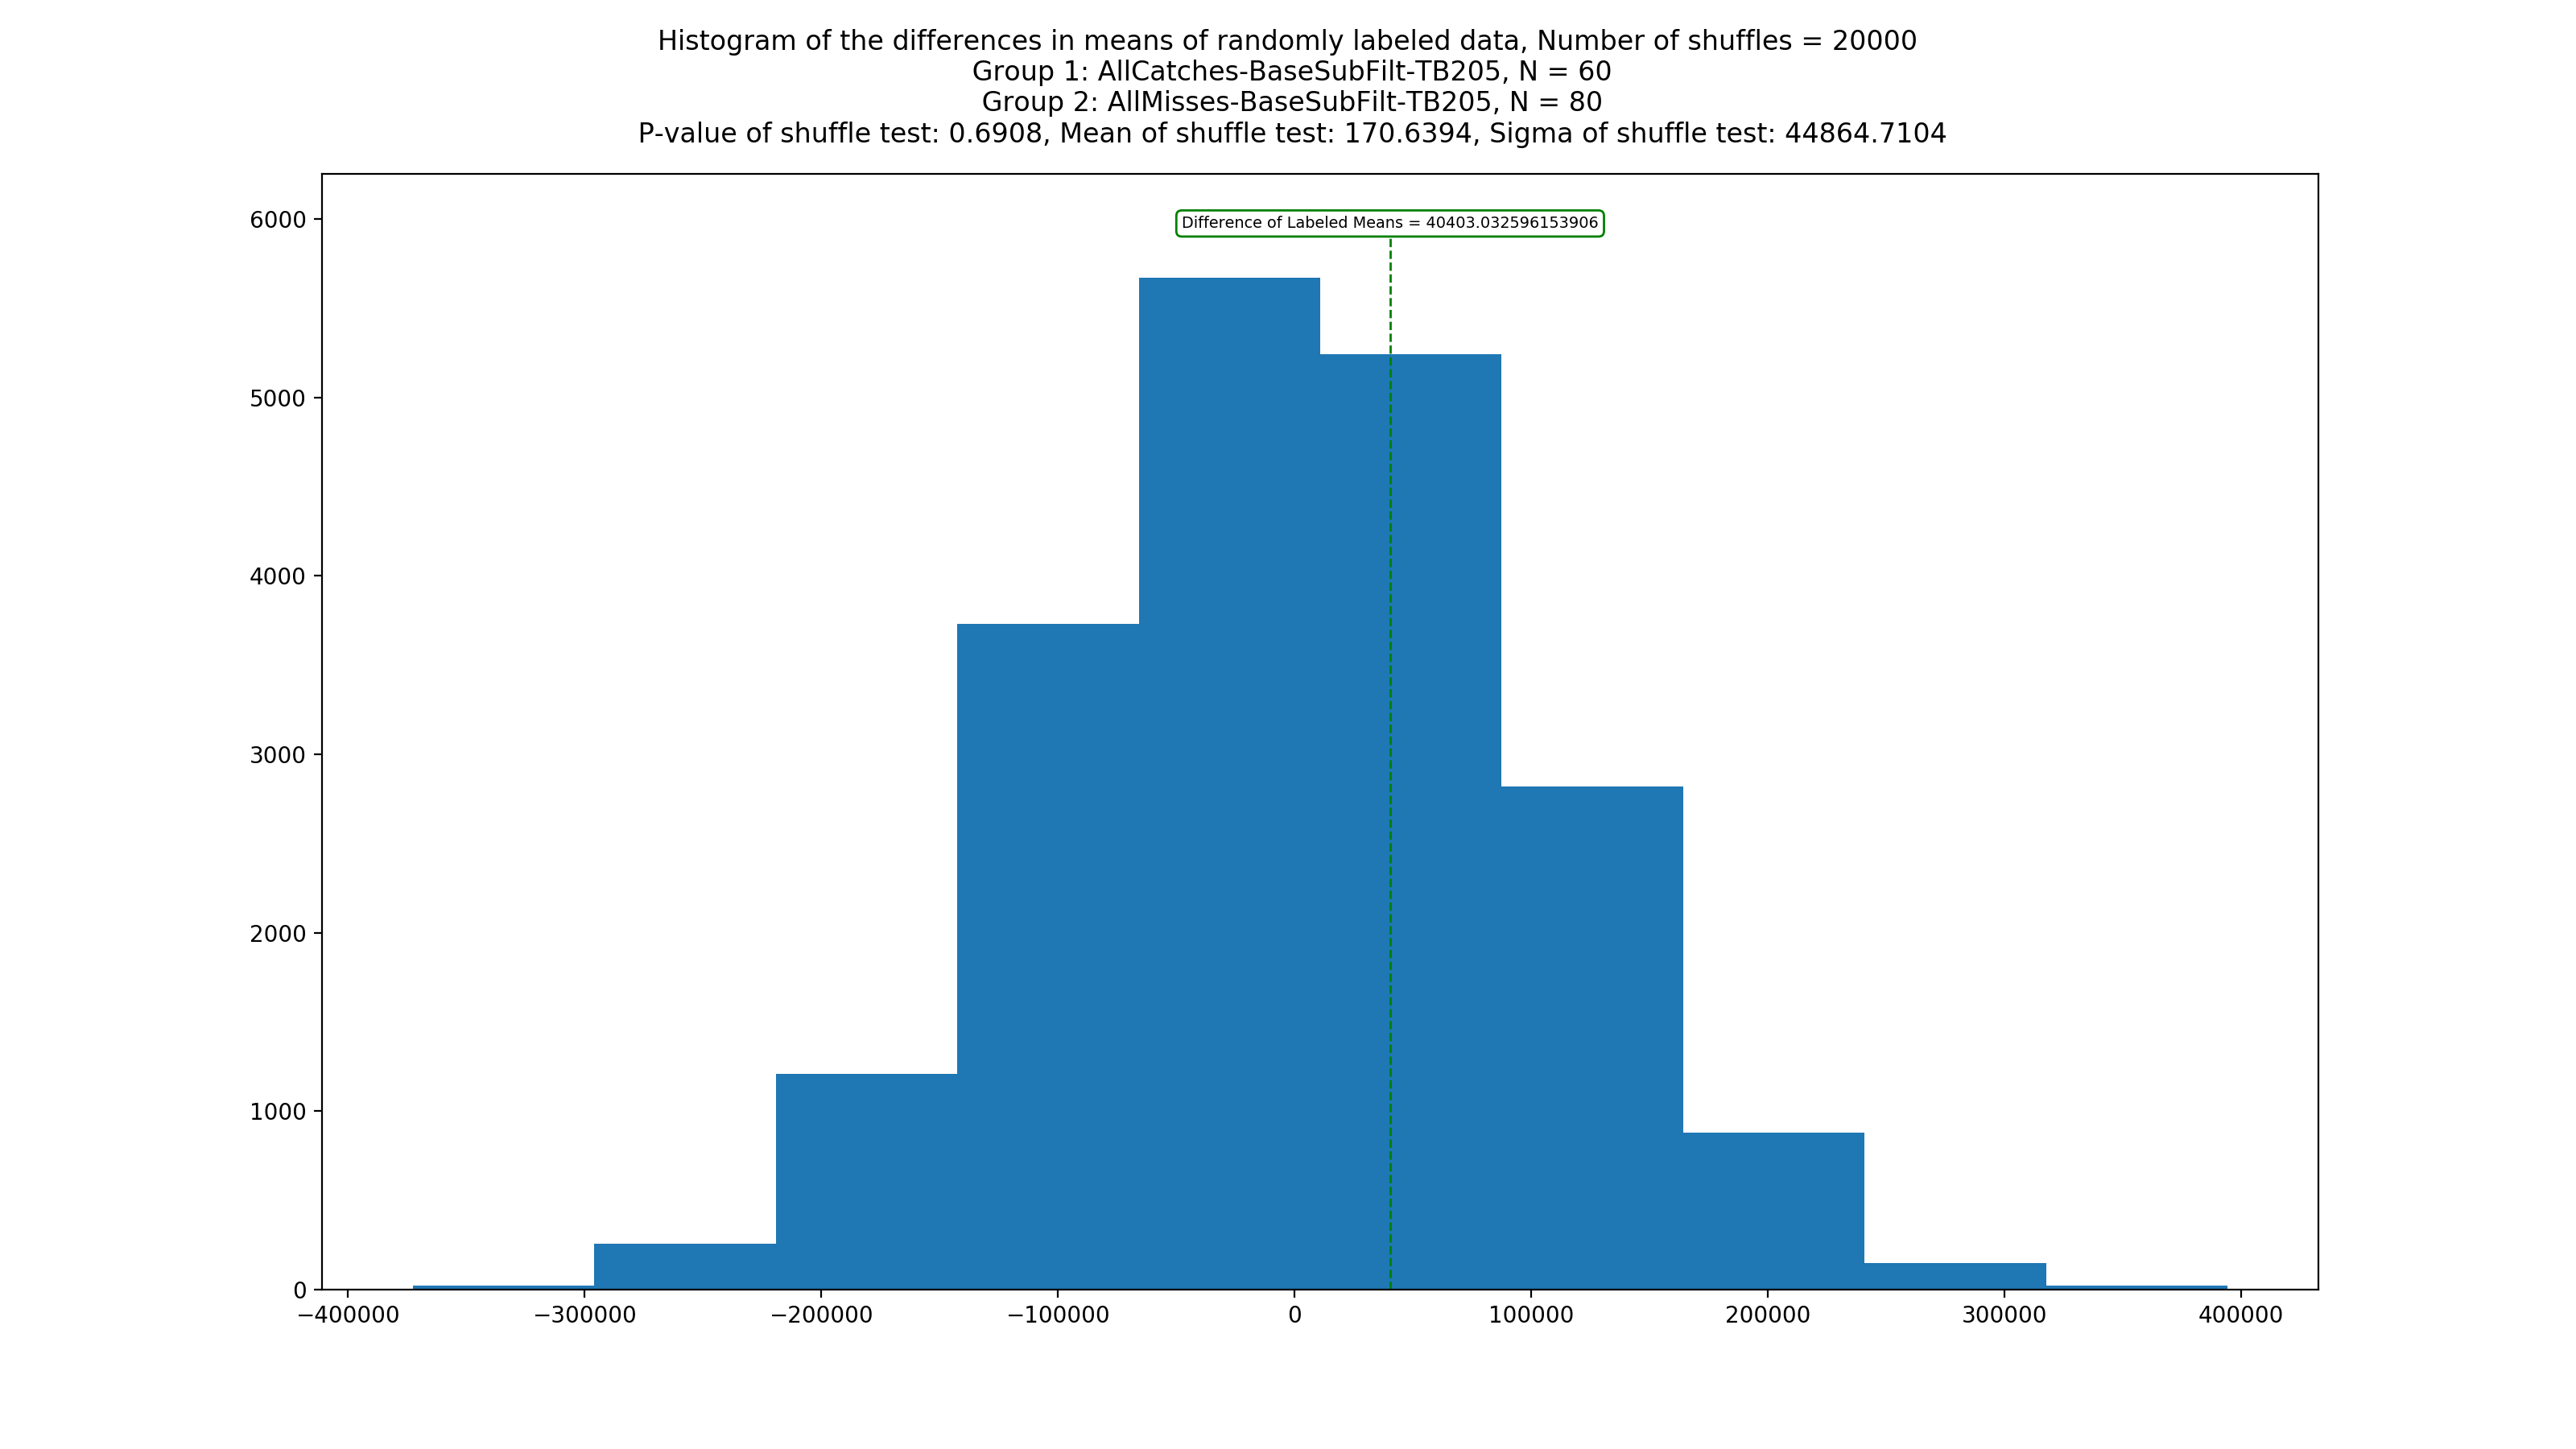 Histogram of the differences in means of randomly labeled data, Number of shuffles = 20000
Group 1: AllCatches-BaseSubFilt-TB205, N = 60
Group 2: AllMisses-BaseSubFilt-TB205, N = 80
P-value of shuffle test: 0.6908, Mean of shuffle test: 170.6394, Sigma of shuffle test: 44864.7104
Difference of Labeled Means = 40403.032596153906
6000
5000
4000
3000
2000
1000
0
−400000 −300000 −200000 −100000 0 100000 200000 300000 400000